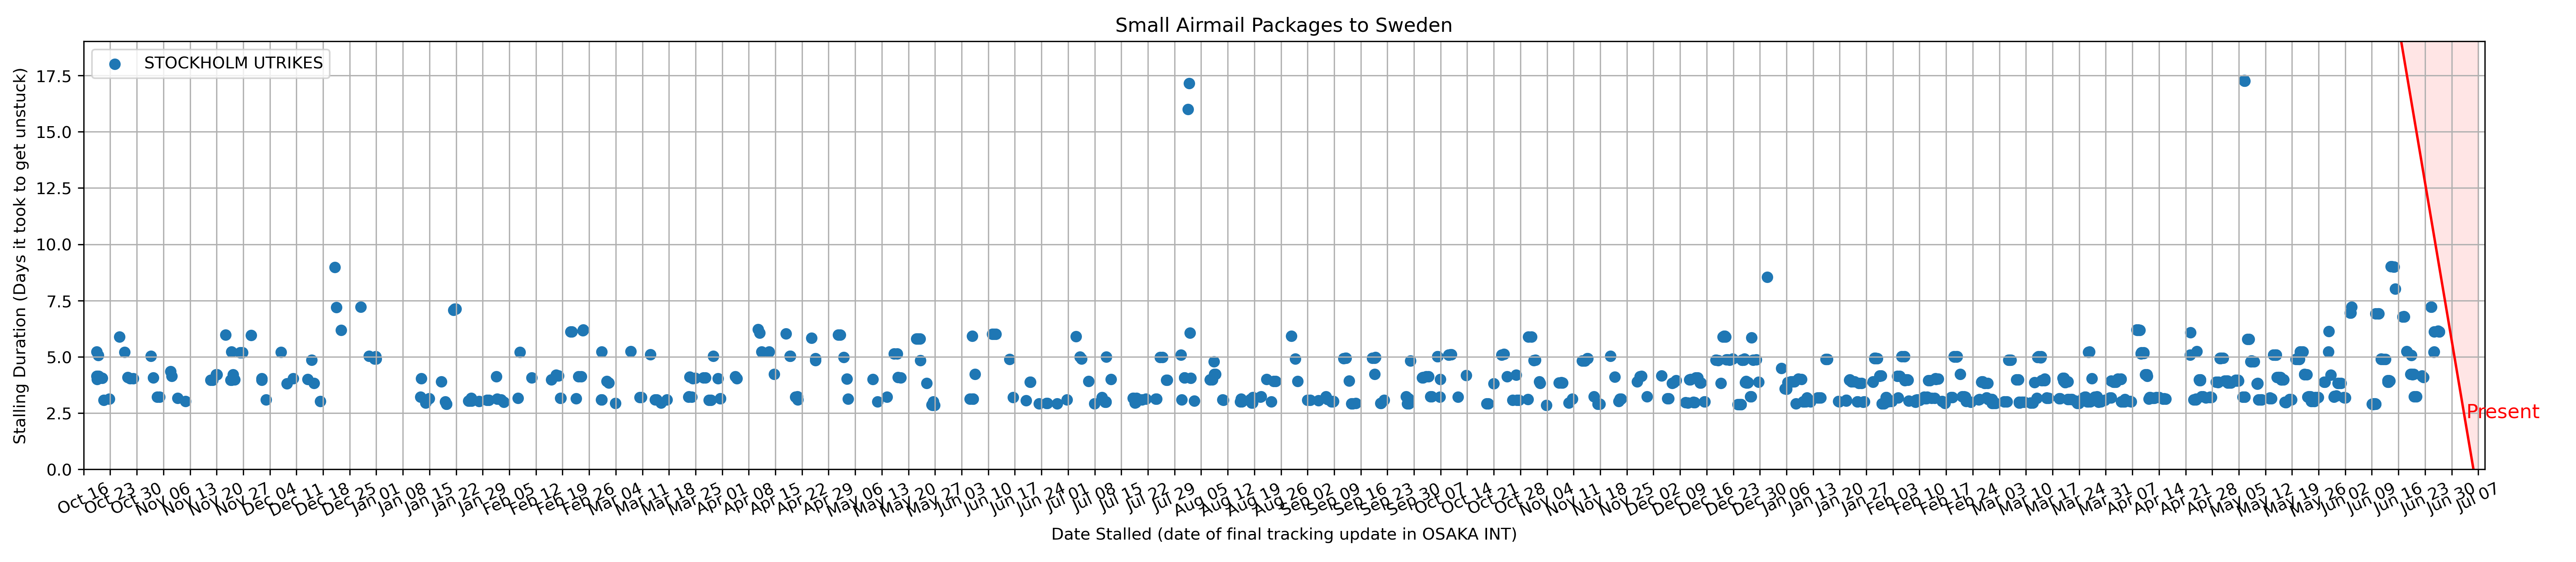 Small Airmail Packages to Sweden
STOCKHOLM UTRIKES
Stalling Duration (Days it took to get unstuck)
17.5
15.0
12.5
10.0
7.5
5.0
2.5
0.0
Present
Oct 16
Oct 23
Oct 30
Nov 06
Nov 13
Nov 20
Nov 27
Dec 04
Dec 11
Dec 18
Dec 25
Jan 01
Jan 08
Jan 15
Jan 22
Jan 29
Feb 05
Feb 12
Feb 19
Feb 26
Mar 04
Mar 11
Mar 18
Mar 25
Apr 01
Apr 08
Apr 15
Apr 22
Apr 29
May 06
May 13
May 20
May 27
Jun 03
Jun 10
Jun 17
Jun 24
Jul 01
Jul 08
Jul 15
Jul 22
Jul 29
Aug 05
Aug 12
Aug 19
Aug 26
Sep 02
Sep 09
Sep 16
Sep 23
Sep 30
Oct 07
Oct 14
Oct 21
Oct 28
Nov 04
Nov 11
Nov 18
Nov 25
Dec 02
Dec 09
Dec 16
Dec 23
Dec 30
Jan 06
Jan 13
Jan 20
Jan 27
Feb 03
Feb 10
Feb 17
Feb 24
Mar 03
Mar 10
Mar 17
Mar 24
Mar 31
Apr 07
Apr 14
Apr 21
Apr 28
May 05
May 12
May 19
May 26
Jun 02
Jun 09
Jun 16
Jun 23
Jun 30
Jul 07
Date Stalled (date of final tracking update in OSAKA INT)